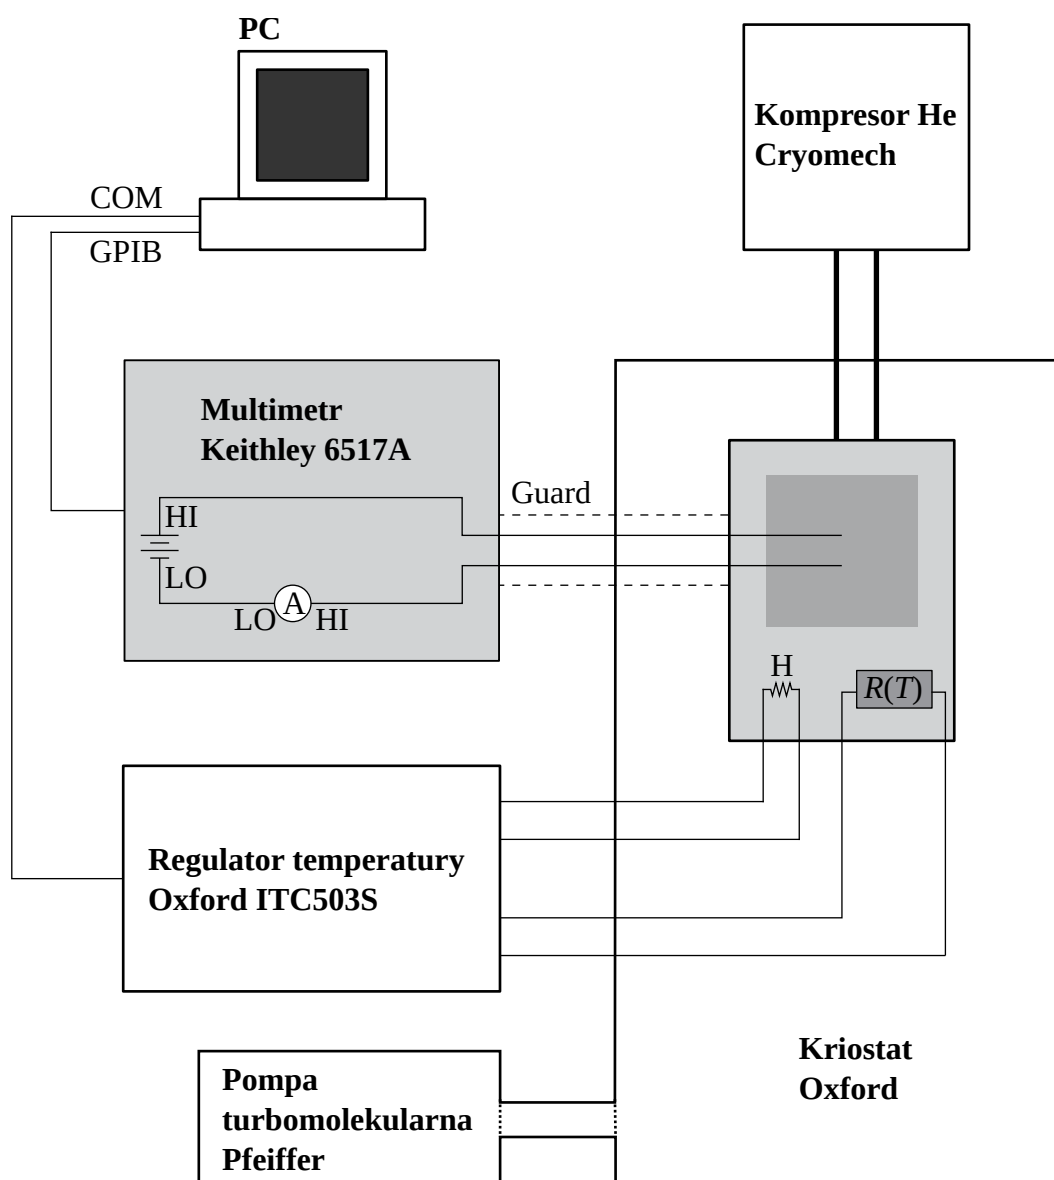 PC
Kompresor He
Cryomech
COM
GPIB
Multimetr
Keithley 6517A
Guard
HI
LO
LO
A
HI
H
R(T)
Regulator temperatury
Oxford ITC503S
Kriostat
Oxford
Pompa
turbomolekularna
Pfeiffer